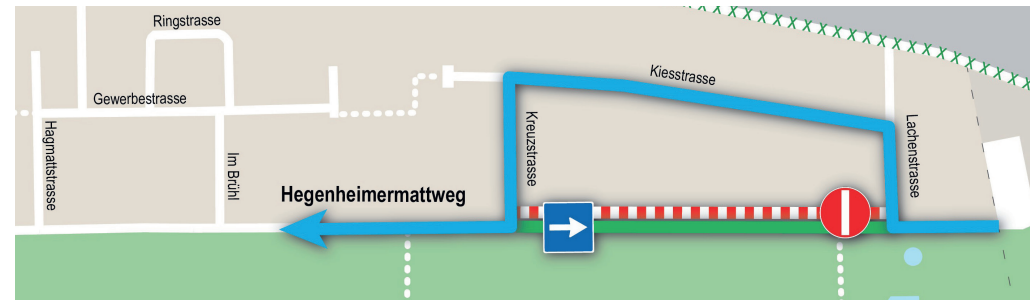 Ringstrasse
Kiesstrasse
Gewerbestrasse
Hagmattstrasse
Im Brühl
Kreuzstrasse
Lachenstrasse
Hegenheimermattweg